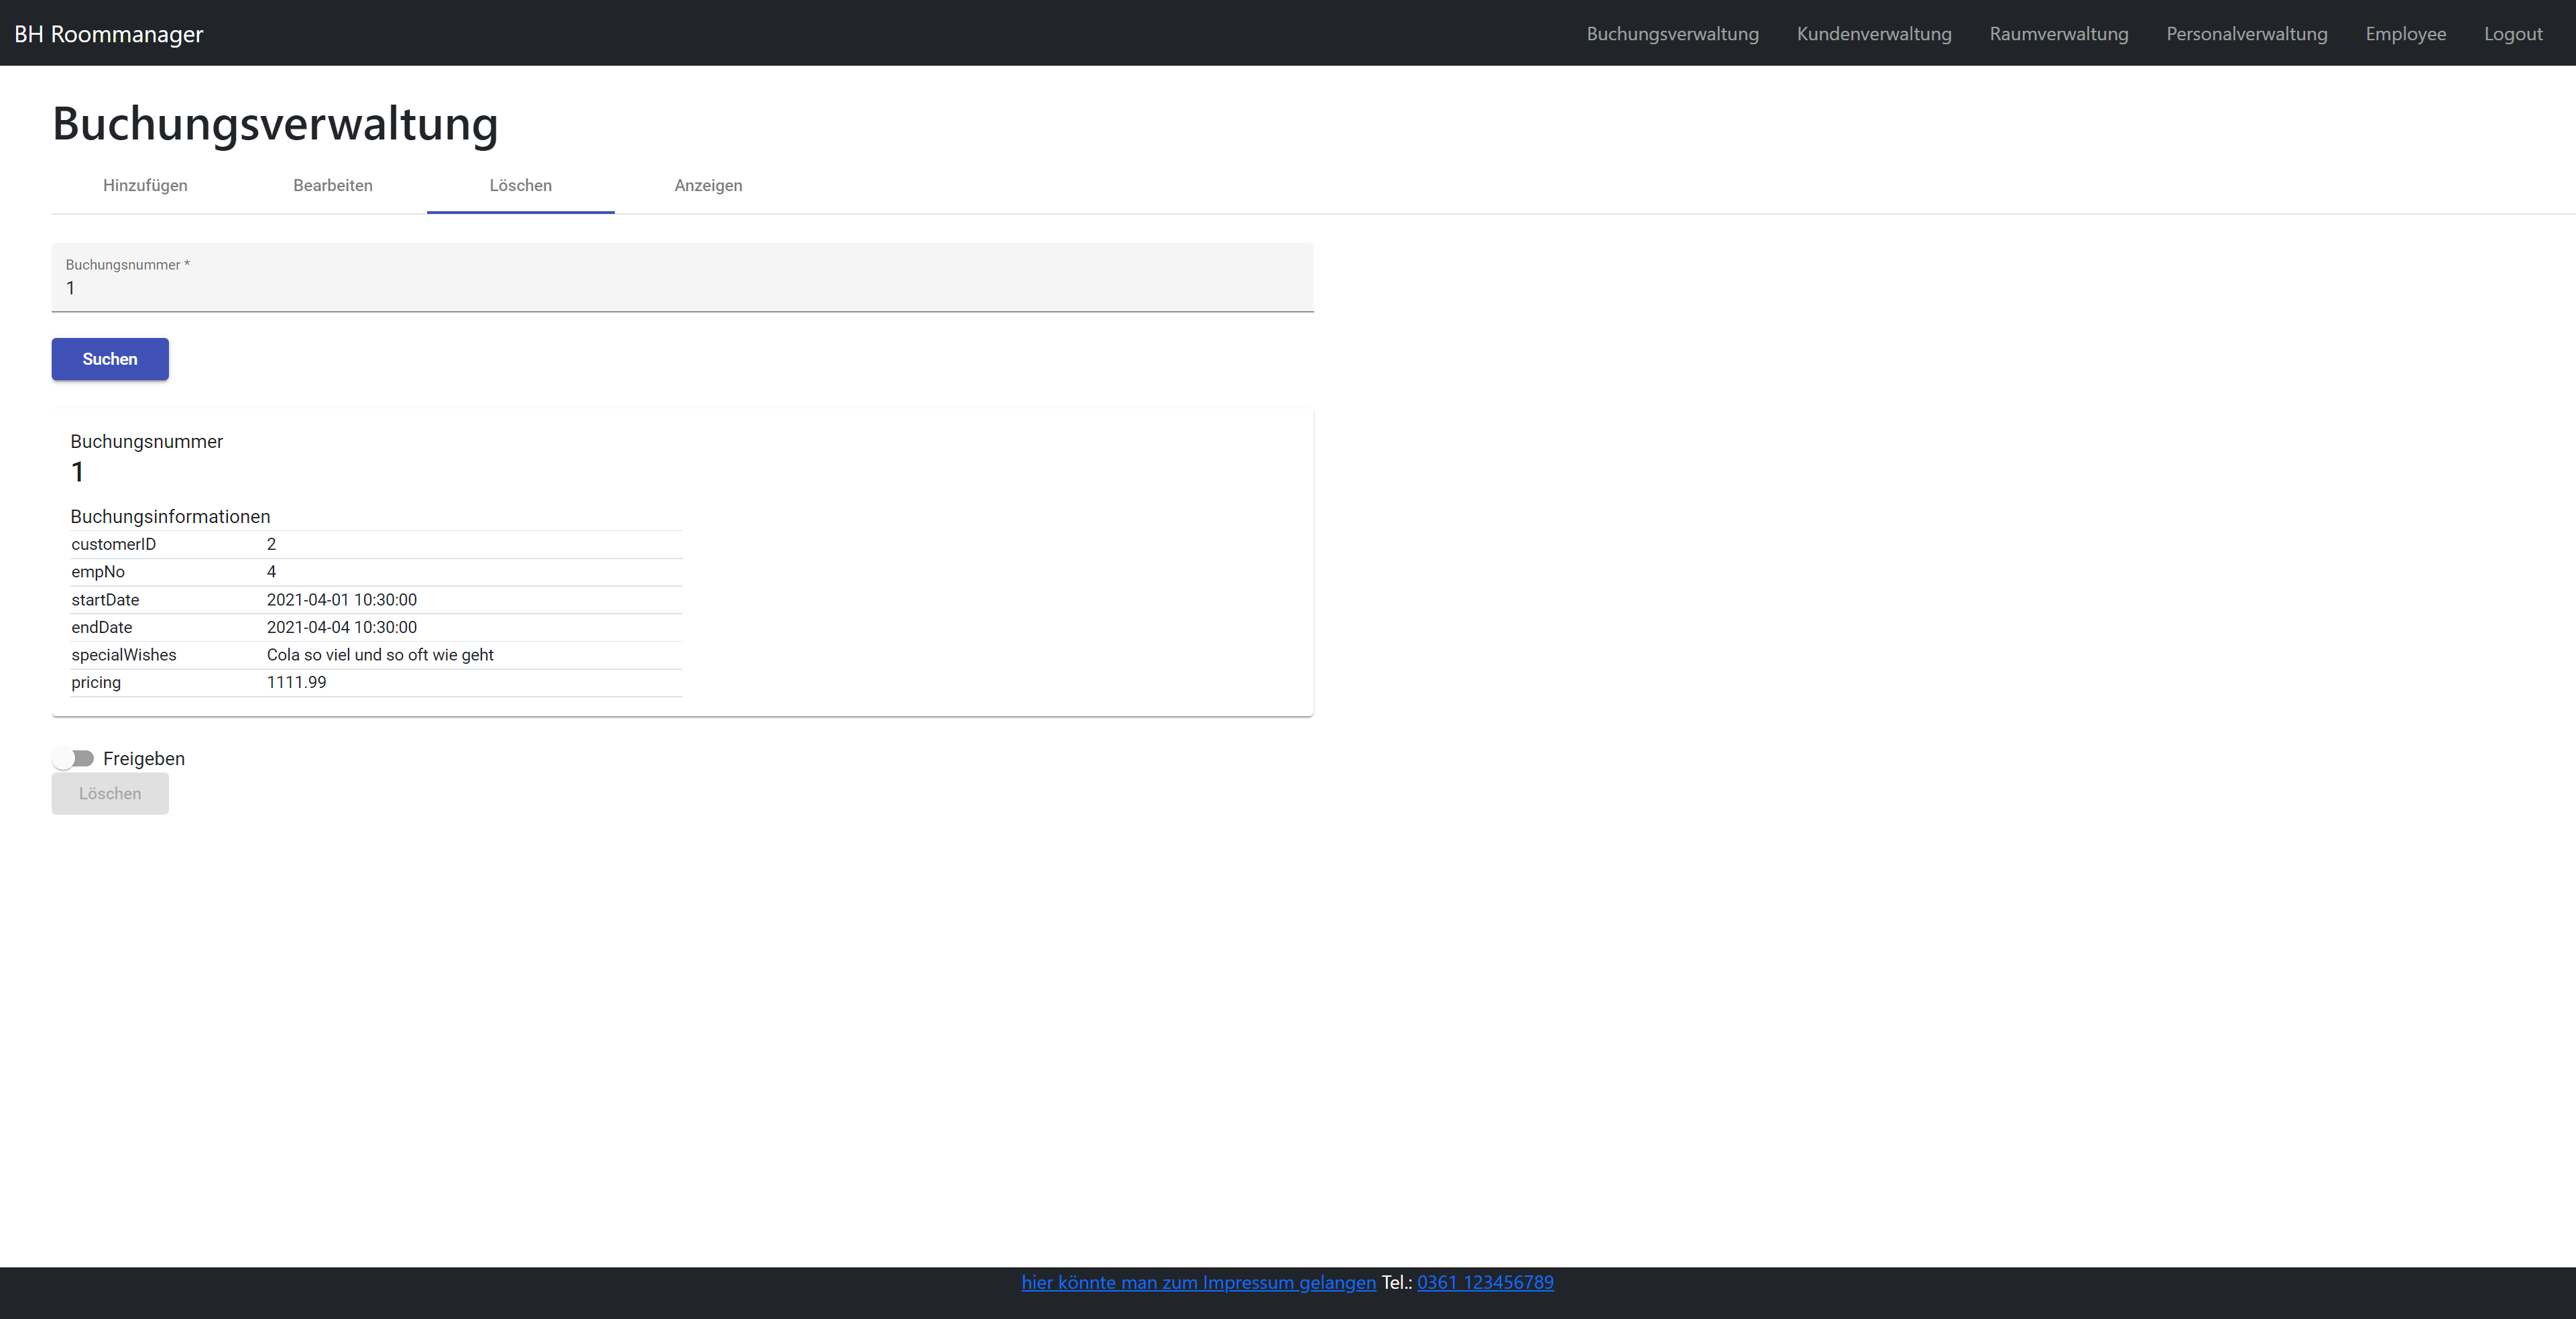 BH Roommanager Buchungsverwaltung Kundenverwaltung Raumverwaltung Personalverwaltung Employee Logout
Buchungsverwaltung
Hinzufügen Bearbeiten Löschen Anzeigen
Buchungsnummer *
1
Suchen
Buchungsnummer
1
Buchungsinformationen
customerID 2
empNo 4
startDate 2021-04-01 10:30:00
endDate 2021-04-04 10:30:00
specialWishes Cola so viel und so oft wie geht
pricing 1111.99
Freigeben
Löschen
hier könnte man zum Impressum gelangen Tel.: 0361 123456789